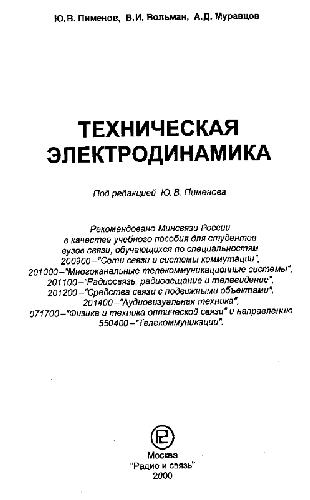 Ю.В. Пименов, В.И. Вольман, А.Д. Муравцов
ТЕХНИЧЕСКАЯ
ЭЛЕКТРОДИНАМИКА
Под редакцией Ю.В. Пименова
Рекомендовано Минсвязи России
в качестве учебного пособия для студентов
вузов связи, обучающихся по специальностям
200900–"Сети связи и системы коммутации",
201000–"Многоканальные телекоммуникационные системы",
201100–"Радиосвязь, радиовещание и телевидение",
201200–"Средства связи с подвижными объектами",
201400–"Аудиовизуальная техника",
071700–"Физика и техника оптической связи" и направлению
550400–"Телекоммуникации".
Москва
"Радио и связь"
2000